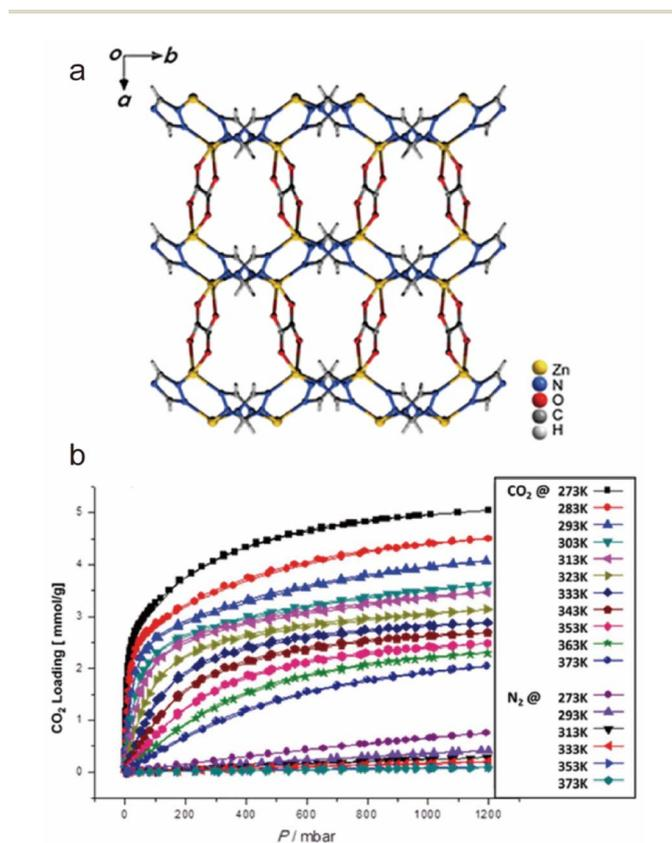 a
o b
a
Zn
N
O
C
H
b
CO₂ Loading [ mmol/g]
5
4
3
2
1
0
0 200 400 600 800 1000 1200
P / mbar
CO₂ @ 273K
283K
293K
303K
313K
323K
333K
343K
353K
363K
373K
N₂ @ 273K
293K
313K
333K
353K
373K